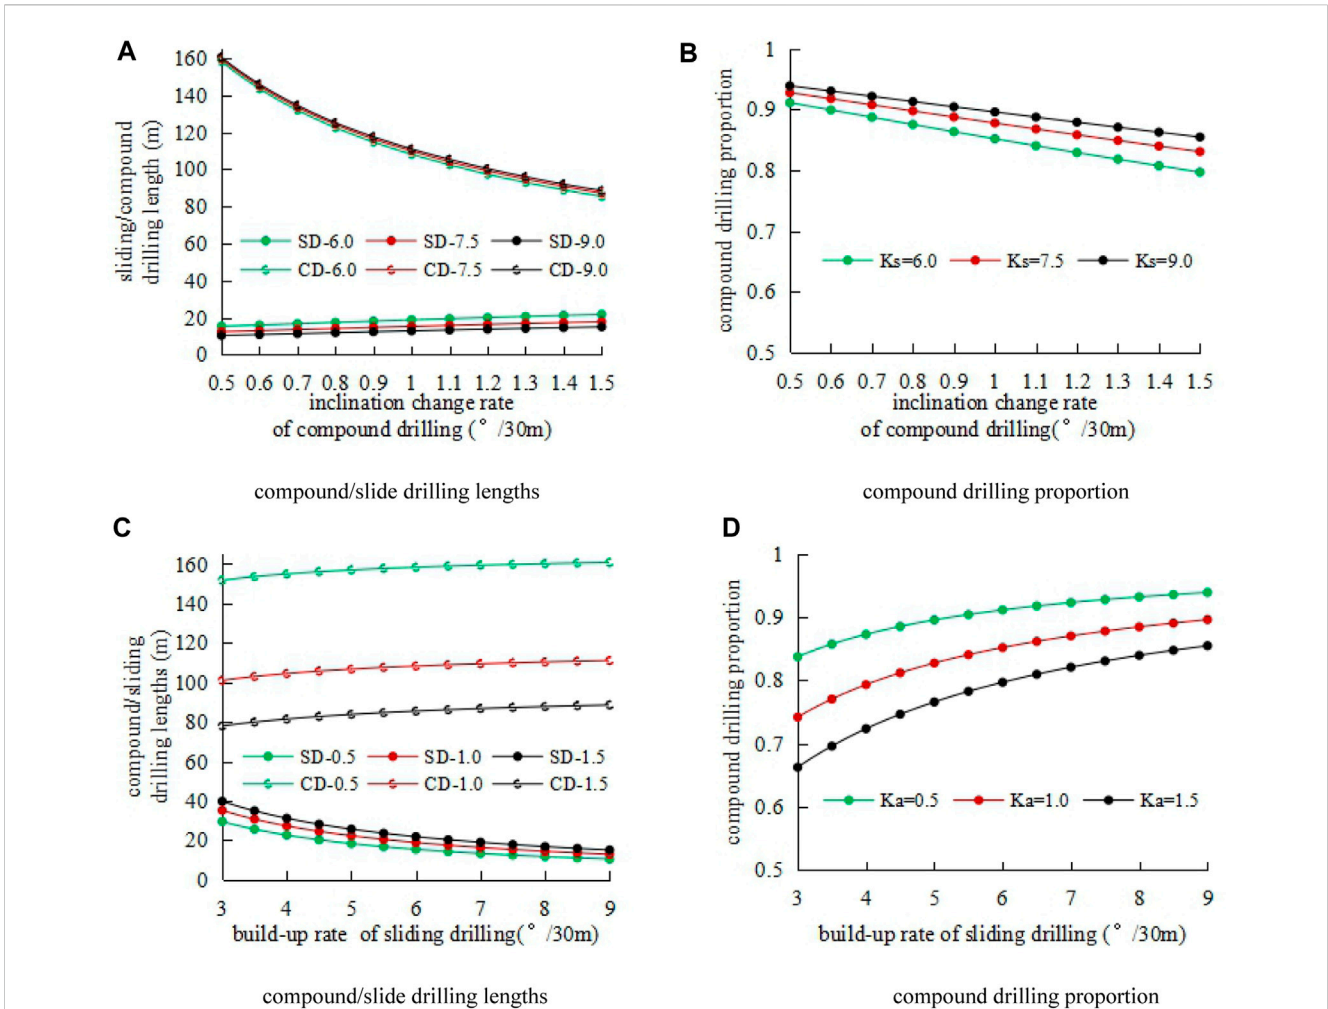 A
sliding/compound
drilling length (m)
160
140
120
100
80
60
40
20
0
SD-6.0 SD-7.5 SD-9.0
CD-6.0 CD-7.5 CD-9.0
0.5 0.6 0.7 0.8 0.9 1 1.1 1.2 1.3 1.4 1.5
inclination change rate
of compound drilling (° /30m)
compound/slide drilling lengths
B
compound drilling proportion
1
0.9
0.8
0.7
0.6
0.5
Ks=6.0 Ks=7.5 Ks=9.0
0.5 0.6 0.7 0.8 0.9 1 1.1 1.2 1.3 1.4 1.5
inclination change rate
of compound drilling(° /30m)
compound drilling proportion
C
compound/sliding
drilling lengths (m)
160
140
120
100
80
60
40
20
0
SD-0.5 SD-1.0 SD-1.5
CD-0.5 CD-1.0 CD-1.5
3 4 5 6 7 8 9
build-up rate of sliding drilling(° /30m)
compound/slide drilling lengths
D
compound drilling proportion
1
0.9
0.8
0.7
0.6
0.5
Ka=0.5 Ka=1.0 Ka=1.5
3 4 5 6 7 8 9
build-up rate of sliding drilling (° /30m)
compound drilling proportion